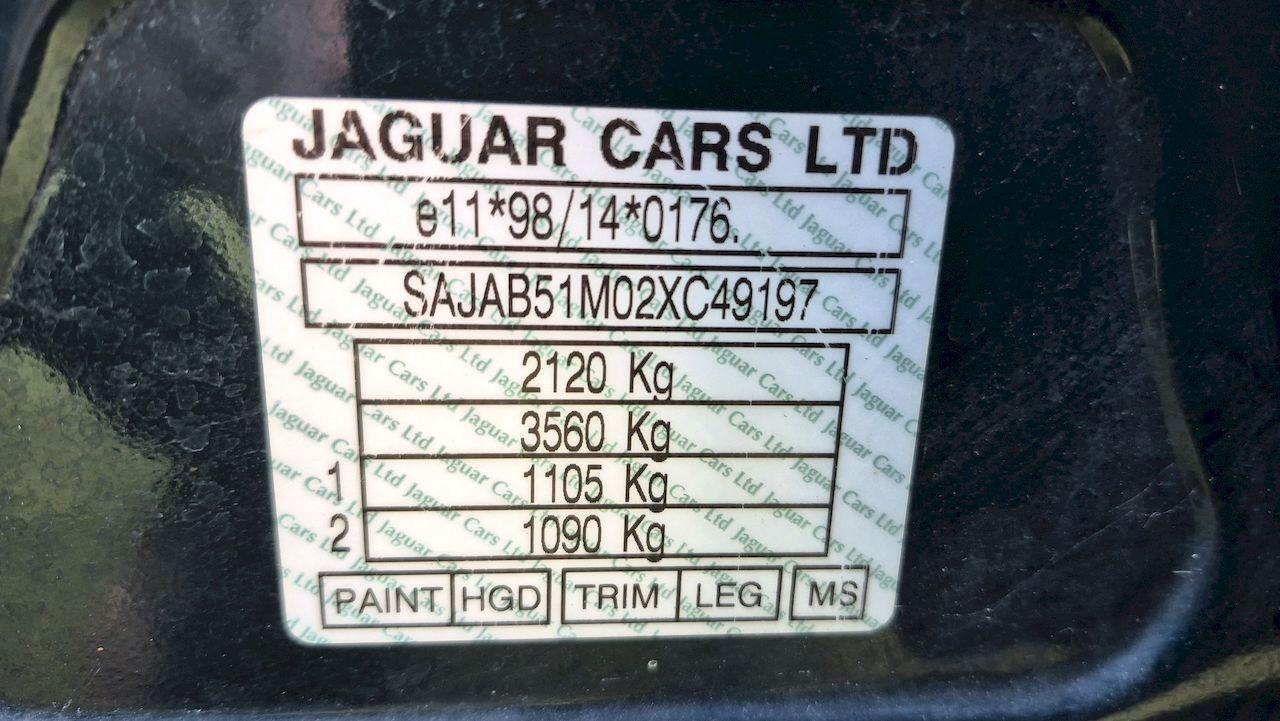 JAGUAR CARS LTD
e11*98/14*0176.
SAJAB51M02XC49197
2120 Kg
3560 Kg
1 1105 Kg
2 1090 Kg
PAINT HGD TRIM LEG MS